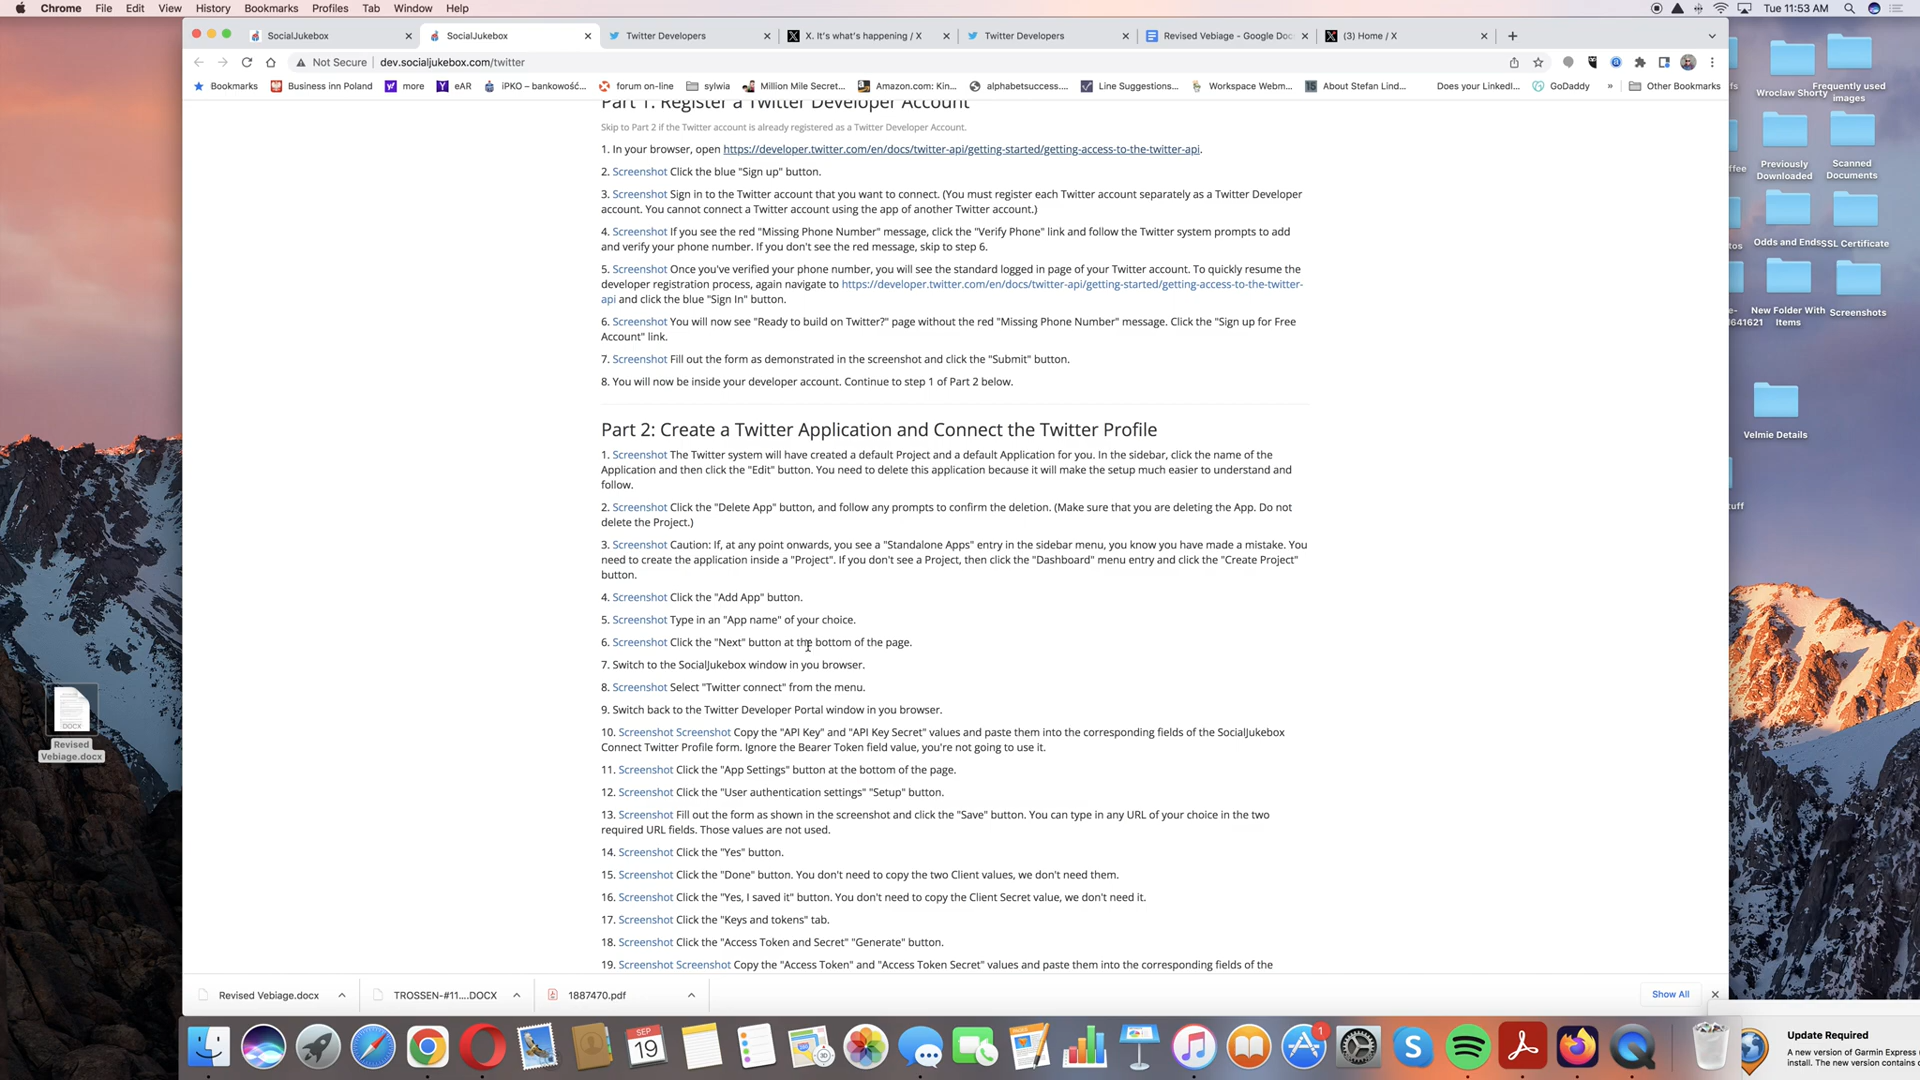 Chrome File Edit View History Bookmarks Profiles Tab Window Help Tue 11:53 AM
SocialJukebox SocialJukebox Twitter Developers X. It's what's happening / X Twitter Developers Revised Vebiage - Google Doc (3) Home / X
Not Secure dev.socialjukebox.com/twitter
Bookmarks Business inn Poland more eAR iPKO – bankowość... forum on-line sylwia Million Mile Secret... Amazon.com: Kin... alphabetsuccess.... Line Suggestions... Workspace Webm... About Stefan Lind... Does your LinkedI... GoDaddy » Other Bookmarks
Part 1: Register a Twitter Developer Account
Skip to Part 2 if the Twitter account is already registered as a Twitter Developer Account.
1. In your browser, open https://developer.twitter.com/en/docs/twitter-api/getting-started/getting-access-to-the-twitter-api.
2. Screenshot Click the blue "Sign up" button.
3. Screenshot Sign in to the Twitter account that you want to connect. (You must register each Twitter account separately as a Twitter Developer
account. You cannot connect a Twitter account using the app of another Twitter account.)
4. Screenshot If you see the red "Missing Phone Number" message, click the "Verify Phone" link and follow the Twitter system prompts to add
and verify your phone number. If you don't see the red message, skip to step 6.
5. Screenshot Once you've verified your phone number, you will see the standard logged in page of your Twitter account. To quickly resume the
developer registration process, again navigate to https://developer.twitter.com/en/docs/twitter-api/getting-started/getting-access-to-the-twitter-
api and click the blue "Sign In" button.
6. Screenshot You will now see "Ready to build on Twitter?" page without the red "Missing Phone Number" message. Click the "Sign up for Free
Account" link.
7. Screenshot Fill out the form as demonstrated in the screenshot and click the "Submit" button.
8. You will now be inside your developer account. Continue to step 1 of Part 2 below.
Part 2: Create a Twitter Application and Connect the Twitter Profile
1. Screenshot The Twitter system will have created a default Project and a default Application for you. In the sidebar, click the name of the
Application and then click the "Edit" button. You need to delete this application because it will make the setup much easier to understand and
follow.
2. Screenshot Click the "Delete App" button, and follow any prompts to confirm the deletion. (Make sure that you are deleting the App. Do not
delete the Project.)
3. Screenshot Caution: If, at any point onwards, you see a "Standalone Apps" entry in the sidebar menu, you know you have made a mistake. You
need to create the application inside a "Project". If you don't see a Project, then click the "Dashboard" menu entry and click the "Create Project"
button.
4. Screenshot Click the "Add App" button.
5. Screenshot Type in an "App name" of your choice.
6. Screenshot Click the "Next" button at the bottom of the page.
7. Switch to the SocialJukebox window in you browser.
8. Screenshot Select "Twitter connect" from the menu.
9. Switch back to the Twitter Developer Portal window in you browser.
10. Screenshot Screenshot Copy the "API Key" and "API Key Secret" values and paste them into the corresponding fields of the SocialJukebox
Connect Twitter Profile form. Ignore the Bearer Token field value, you're not going to use it.
11. Screenshot Click the "App Settings" button at the bottom of the page.
12. Screenshot Click the "User authentication settings" "Setup" button.
13. Screenshot Fill out the form as shown in the screenshot and click the "Save" button. You can type in any URL of your choice in the two
required URL fields. Those values are not used.
14. Screenshot Click the "Yes" button.
15. Screenshot Click the "Done" button. You don't need to copy the two Client values, we don't need them.
16. Screenshot Click the "Yes, I saved it" button. You don't need to copy the Client Secret value, we don't need it.
17. Screenshot Click the "Keys and tokens" tab.
18. Screenshot Click the "Access Token and Secret" "Generate" button.
19. Screenshot Screenshot Copy the "Access Token" and "Access Token Secret" values and paste them into the corresponding fields of the
Revised Vebiage.docx TROSSEN-#11....DOCX 1887470.pdf Show All
DOCX
Revised
Vebiage.docx
Wroclaw Shorty
Frequently used
images
Previously
Downloaded
Scanned
Documents
Odds and Ends
SSL Certificate
1641621
New Folder With
Items
Screenshots
Velmie Details
SEP
19
1
Update Required
A new version of Garmin Express
install. The new version contains